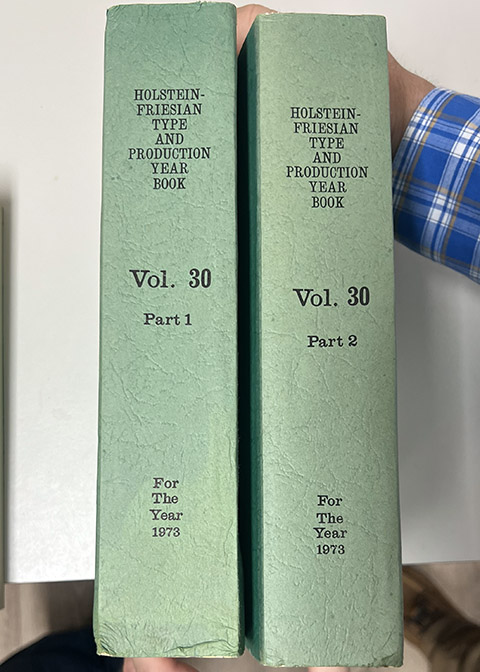 HOLSTEIN-
FRIESIAN
TYPE
AND
PRODUCTION
YEAR
BOOK
Vol. 30
Part 1
For
The
Year
1973
HOLSTEIN-
FRIESIAN
TYPE
AND
PRODUCTION
YEAR
BOOK
Vol. 30
Part 2
For
The
Year
1973